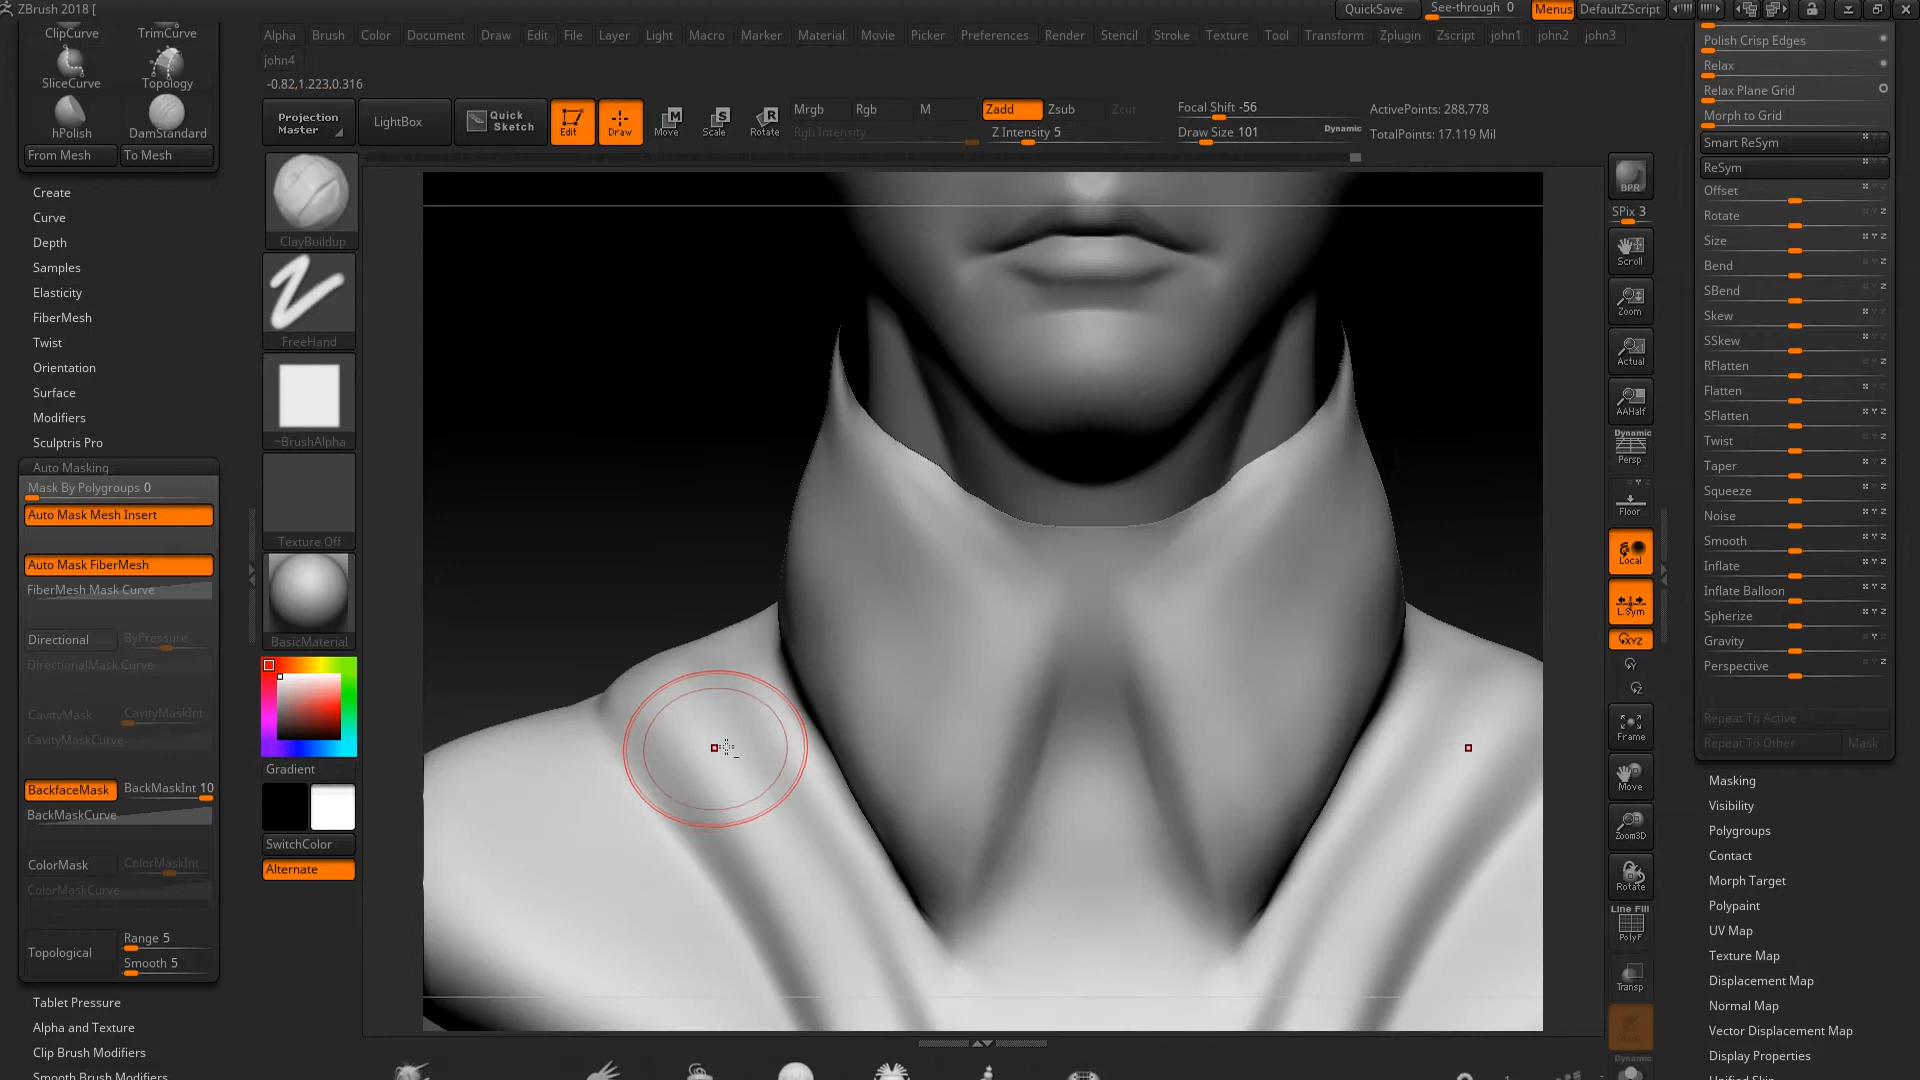 ZBrush 2018 [
QuickSave
See-through 0
Menus
DefaultZScript
Alpha Brush Color Document Draw Edit File Layer Light Macro Marker Material Movie Picker Preferences Render Stencil Stroke Texture Tool Transform Zplugin Zscript john1 john2 john3
john4
-0.82,1.223,0.316
Projection
Master
LightBox
Quick
Sketch
Edit
Draw
Move
Scale
Rotate
Mrgb
Rgb
M
Zadd
Zsub
Zcut
Rgb Intensity
Z Intensity 5
Focal Shift -56
Draw Size 101
Dynamic
ActivePoints: 288,778
TotalPoints: 17.119 Mil
ClipCurve
TrimCurve
SliceCurve
Topology
hPolish
DamStandard
From Mesh
To Mesh
Create
Curve
Depth
Samples
Elasticity
FiberMesh
Twist
Orientation
Surface
Modifiers
Sculptris Pro
Auto Masking
Mask By Polygroups 0
Auto Mask Mesh Insert
Auto Mask FiberMesh
FiberMesh Mask Curve
Directional
ByPressure
DirectionalMask Curve
CavityMask
CavityMaskInt
CavityMaskCurve
BackfaceMask
BackMaskInt 10
BackMaskCurve
ColorMask
ColorMaskInt
ColorMaskCurve
Topological
Range 5
Smooth 5
Tablet Pressure
Alpha and Texture
Clip Brush Modifiers
Smooth Brush Modifiers
ClayBuildup
FreeHand
~BrushAlpha
Texture Off
BasicMaterial
Gradient
SwitchColor
Alternate
BPR
SPix 3
Scroll
Zoom
Actual
AAHalf
Dynamic
Persp
Floor
Local
L.Sym
XYZ
Y
Z
Frame
Move
Zoom3D
Rotate
Line Fill
PolyF
Transp
Dynamic
Polish Crisp Edges
Relax
Relax Plane Grid
Morph to Grid
Smart ReSym
ReSym
Offset
Rotate
Size
Bend
SBend
Skew
SSkew
RFlatten
Flatten
SFlatten
Twist
Taper
Squeeze
Noise
Smooth
Inflate
Inflate Balloon
Spherize
Gravity
Perspective
Repeat To Active
Repeat To Other
Mask
Masking
Visibility
Polygroups
Contact
Morph Target
Polypaint
UV Map
Texture Map
Displacement Map
Normal Map
Vector Displacement Map
Display Properties
Unified Skin